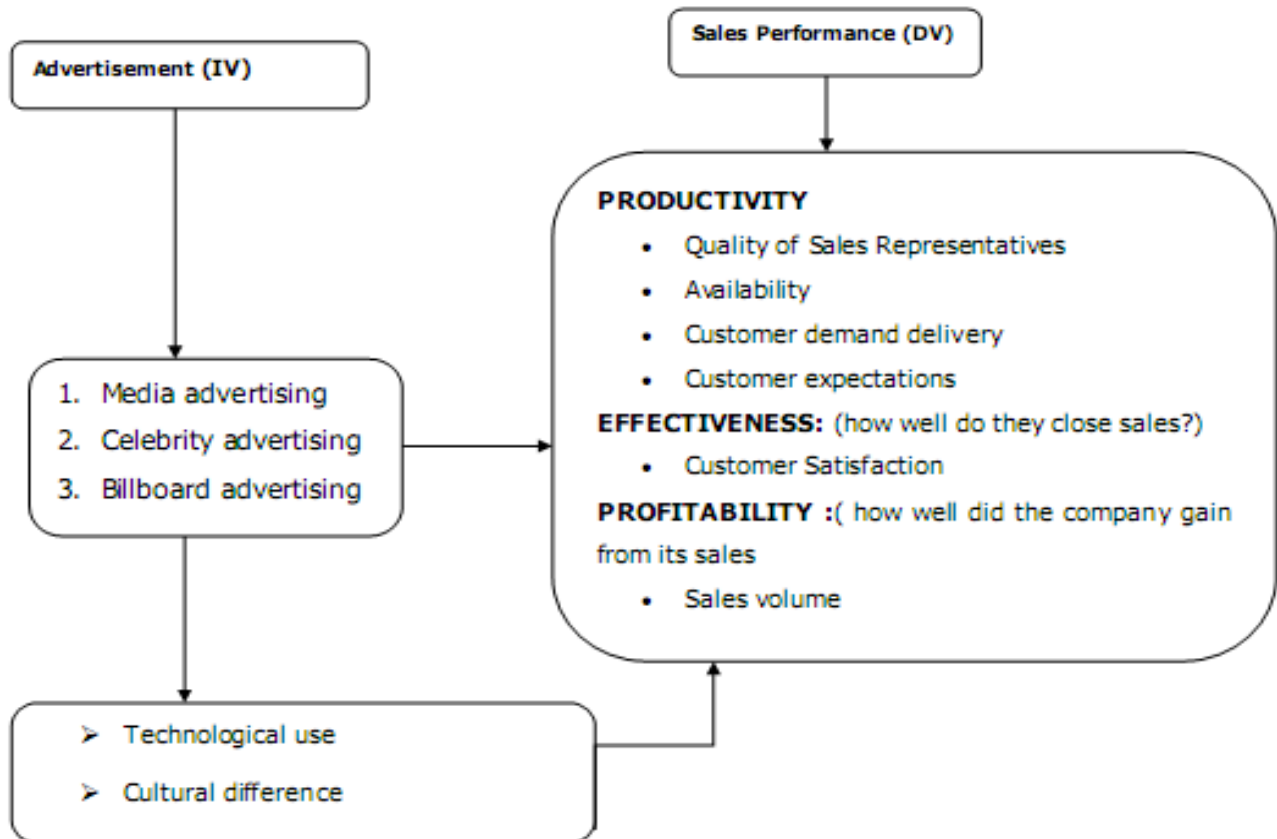 Advertisement (IV)
Sales Performance (DV)
PRODUCTIVITY
• Quality of Sales Representatives
• Availability
• Customer demand delivery
• Customer expectations
EFFECTIVENESS: (how well do they close sales?)
• Customer Satisfaction
PROFITABILITY :( how well did the company gain
from its sales
• Sales volume
1. Media advertising
2. Celebrity advertising
3. Billboard advertising
➢ Technological use
➢ Cultural difference